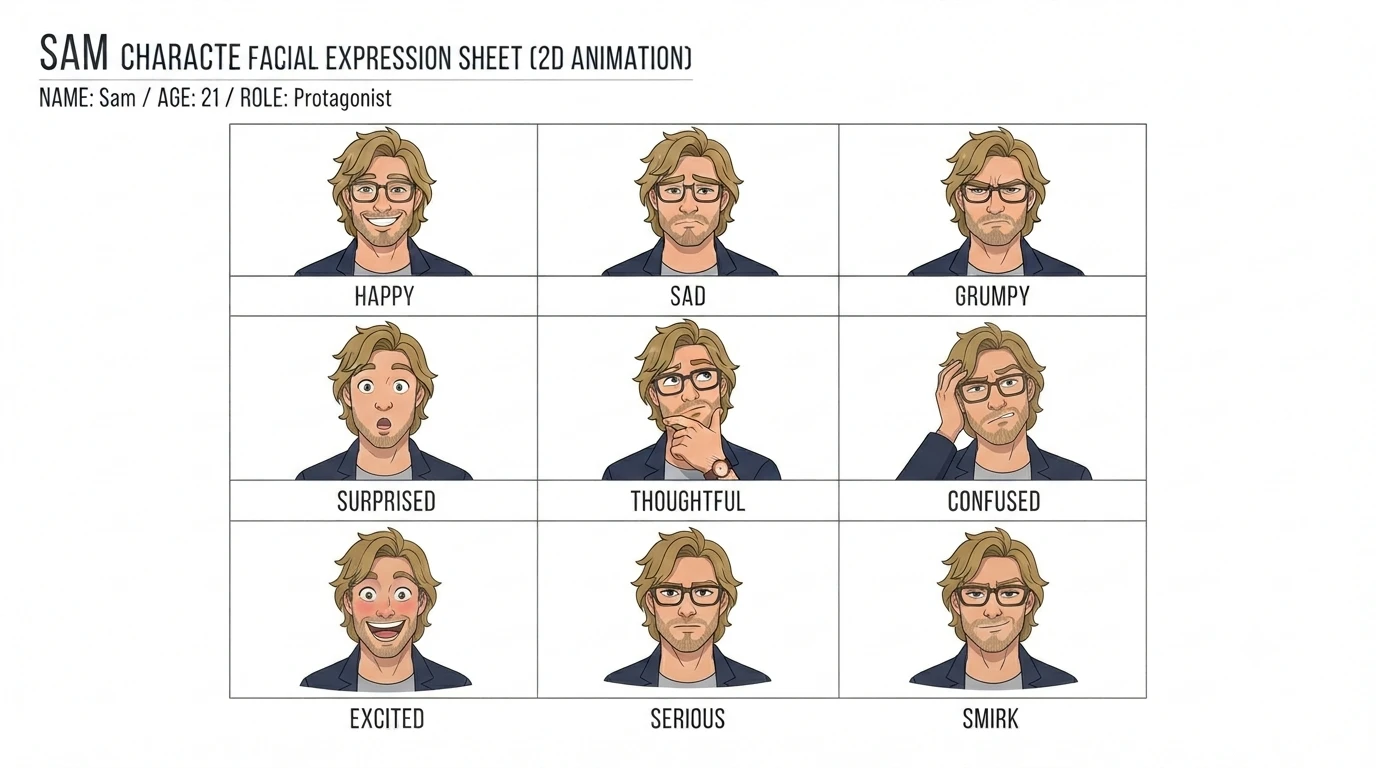 SAM CHARACTE FACIAL EXPRESSION SHEET (2D ANIMATION)
NAME: Sam / AGE: 21 / ROLE: Protagonist
HAPPY
SAD
GRUMPY
SURPRISED
THOUGHTFUL
CONFUSED
EXCITED
SERIOUS
SMIRK